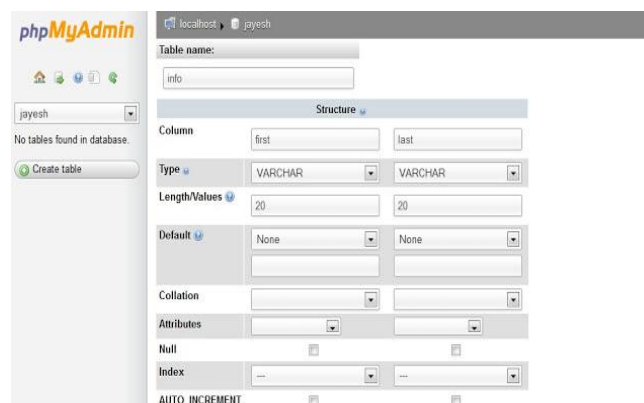 phpMyAdmin
jayesh
No tables found in database.
Create table
localhost
jayesh
Table name:
info
Structure
Column
first
last
Type
VARCHAR
VARCHAR
Length/Values
20
20
Default
None
None
Collation
Attributes
Null
Index
---
---
AUTO_INCREMENT